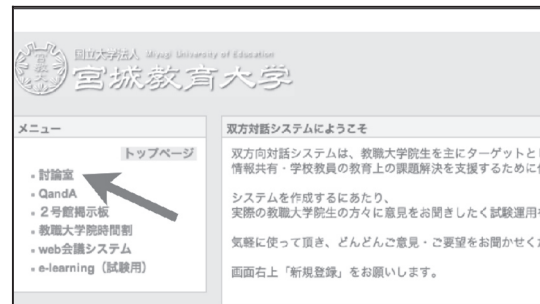 国立大学法人 Miyagi University of Education
宮城教育大学
メニュー
トップページ
討論室
QandA
2号館掲示板
教職大学院時間割
web会議システム
e-learning（試験用）
双方対話システムにようこそ
双方向対話システムは、教職大学院生を主にターゲットと
情報共有・学校教員の教育上の課題解決を支援するために
システムを作成するにあたり、
実際の教職大学院生の方々に意見をお聞きしたく試験運用
気軽に使って頂き、どんどんご意見・ご要望をお聞かせく
画面右上「新規登録」をお願いします。